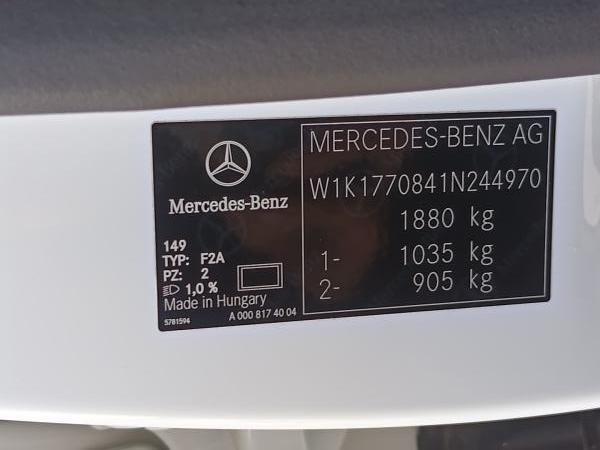 Mercedes-Benz
149
TYP: F2A
PZ: 2
1,0 %
Made in Hungary
5781594
A 000 817 40 04
MERCEDES-BENZ AG
W1K1770841N244970
1880 kg
1- 1035 kg
2- 905 kg